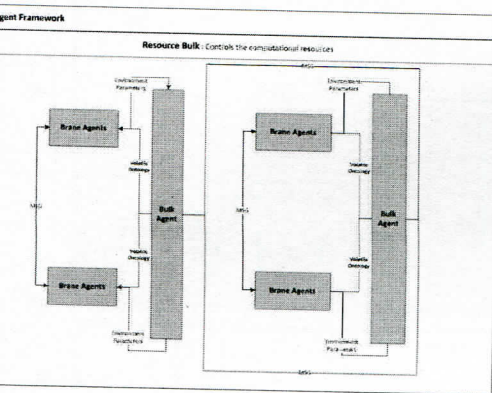 gent Framework
Resource Bulk : Controls the computational resources
MSG
Environment
Parameters
Environment
Parameters
Brane Agents
Brane Agents
Volatile
Ontology
Volatile
Ontology
MSG
Bulk
Agent
MSG
Bulk
Agent
Volatile
Ontology
Volatile
Ontology
Brane Agents
Brane Agents
Environment
Parameters
Environment
Parameters
MSG